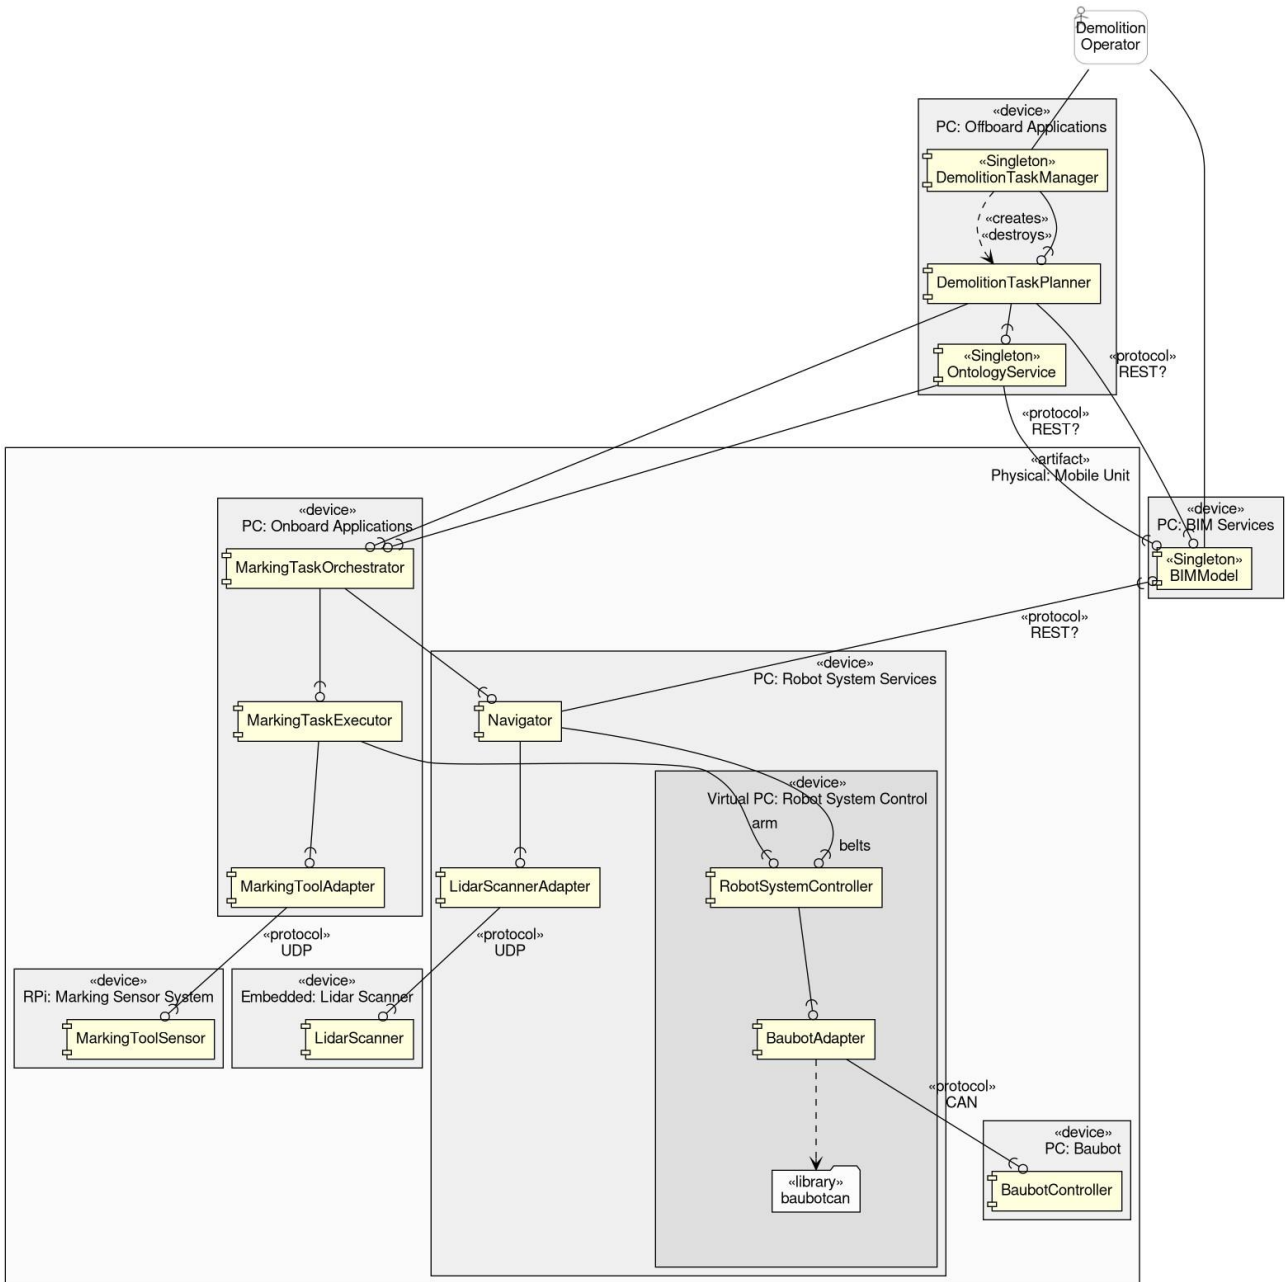 Demolition
Operator
«device»
PC: Offboard Applications
«Singleton»
DemolitionTaskManager
«creates»
«destroys»
DemolitionTaskPlanner
«Singleton»
OntologyService
«protocol»
REST?
«protocol»
REST?
«artifact»
Physical: Mobile Unit
«device»
PC: Onboard Applications
MarkingTaskOrchestrator
«device»
PC: BIM Services
«Singleton»
BIMModel
«protocol»
REST?
«device»
PC: Robot System Services
MarkingTaskExecutor
Navigator
«device»
Virtual PC: Robot System Control
arm
belts
MarkingToolAdapter
LidarScannerAdapter
RobotSystemController
«protocol»
UDP
«protocol»
UDP
«device»
RPi: Marking Sensor System
MarkingToolSensor
«device»
Embedded: Lidar Scanner
LidarScanner
BaubotAdapter
«protocol»
CAN
«device»
PC: Baubot
BaubotController
«library»
baubotcan